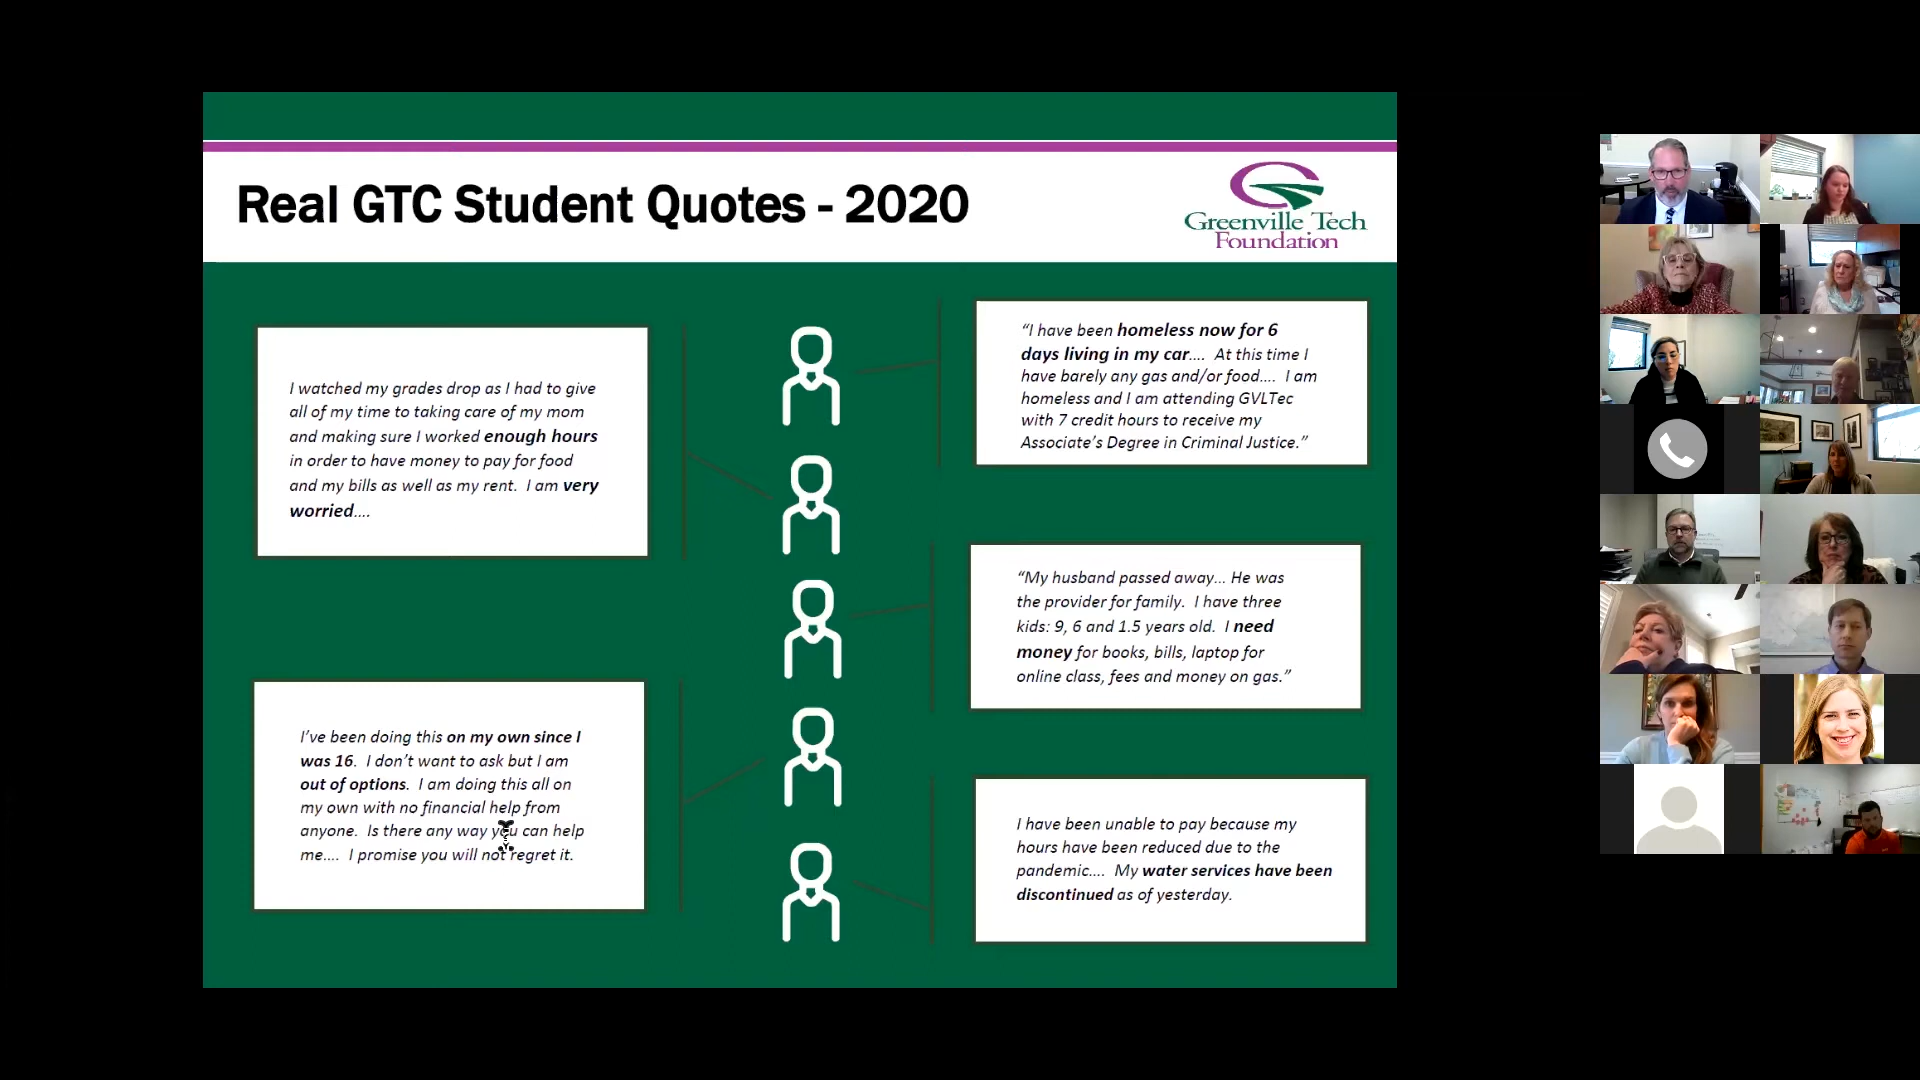 Real GTC Student Quotes - 2020
Greenville Tech
Foundation
I watched my grades drop as I had to give
all of my time to taking care of my mom
and making sure I worked enough hours
in order to have money to pay for food
and my bills as well as my rent.  I am very
worried....
“I have been homeless now for 6
days living in my car....  At this time I
have barely any gas and/or food....  I am
homeless and I am attending GVLTec
with 7 credit hours to receive my
Associate’s Degree in Criminal Justice.”
“My husband passed away... He was
the provider for family.  I have three
kids: 9, 6 and 1.5 years old.  I need
money for books, bills, laptop for
online class, fees and money on gas.”
I’ve been doing this on my own since I
was 16.  I don’t want to ask but I am
out of options.  I am doing this all on
my own with no financial help from
anyone.  Is there any way you can help
me....  I promise you will not regret it.
I have been unable to pay because my
hours have been reduced due to the
pandemic....  My water services have been
discontinued as of yesterday.